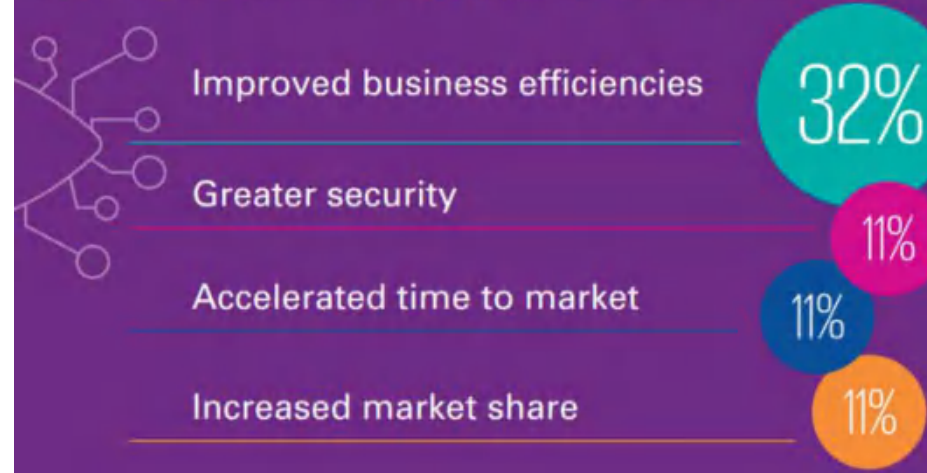 Improved business efficiencies 32%
Greater security 11%
Accelerated time to market 11%
Increased market share 11%